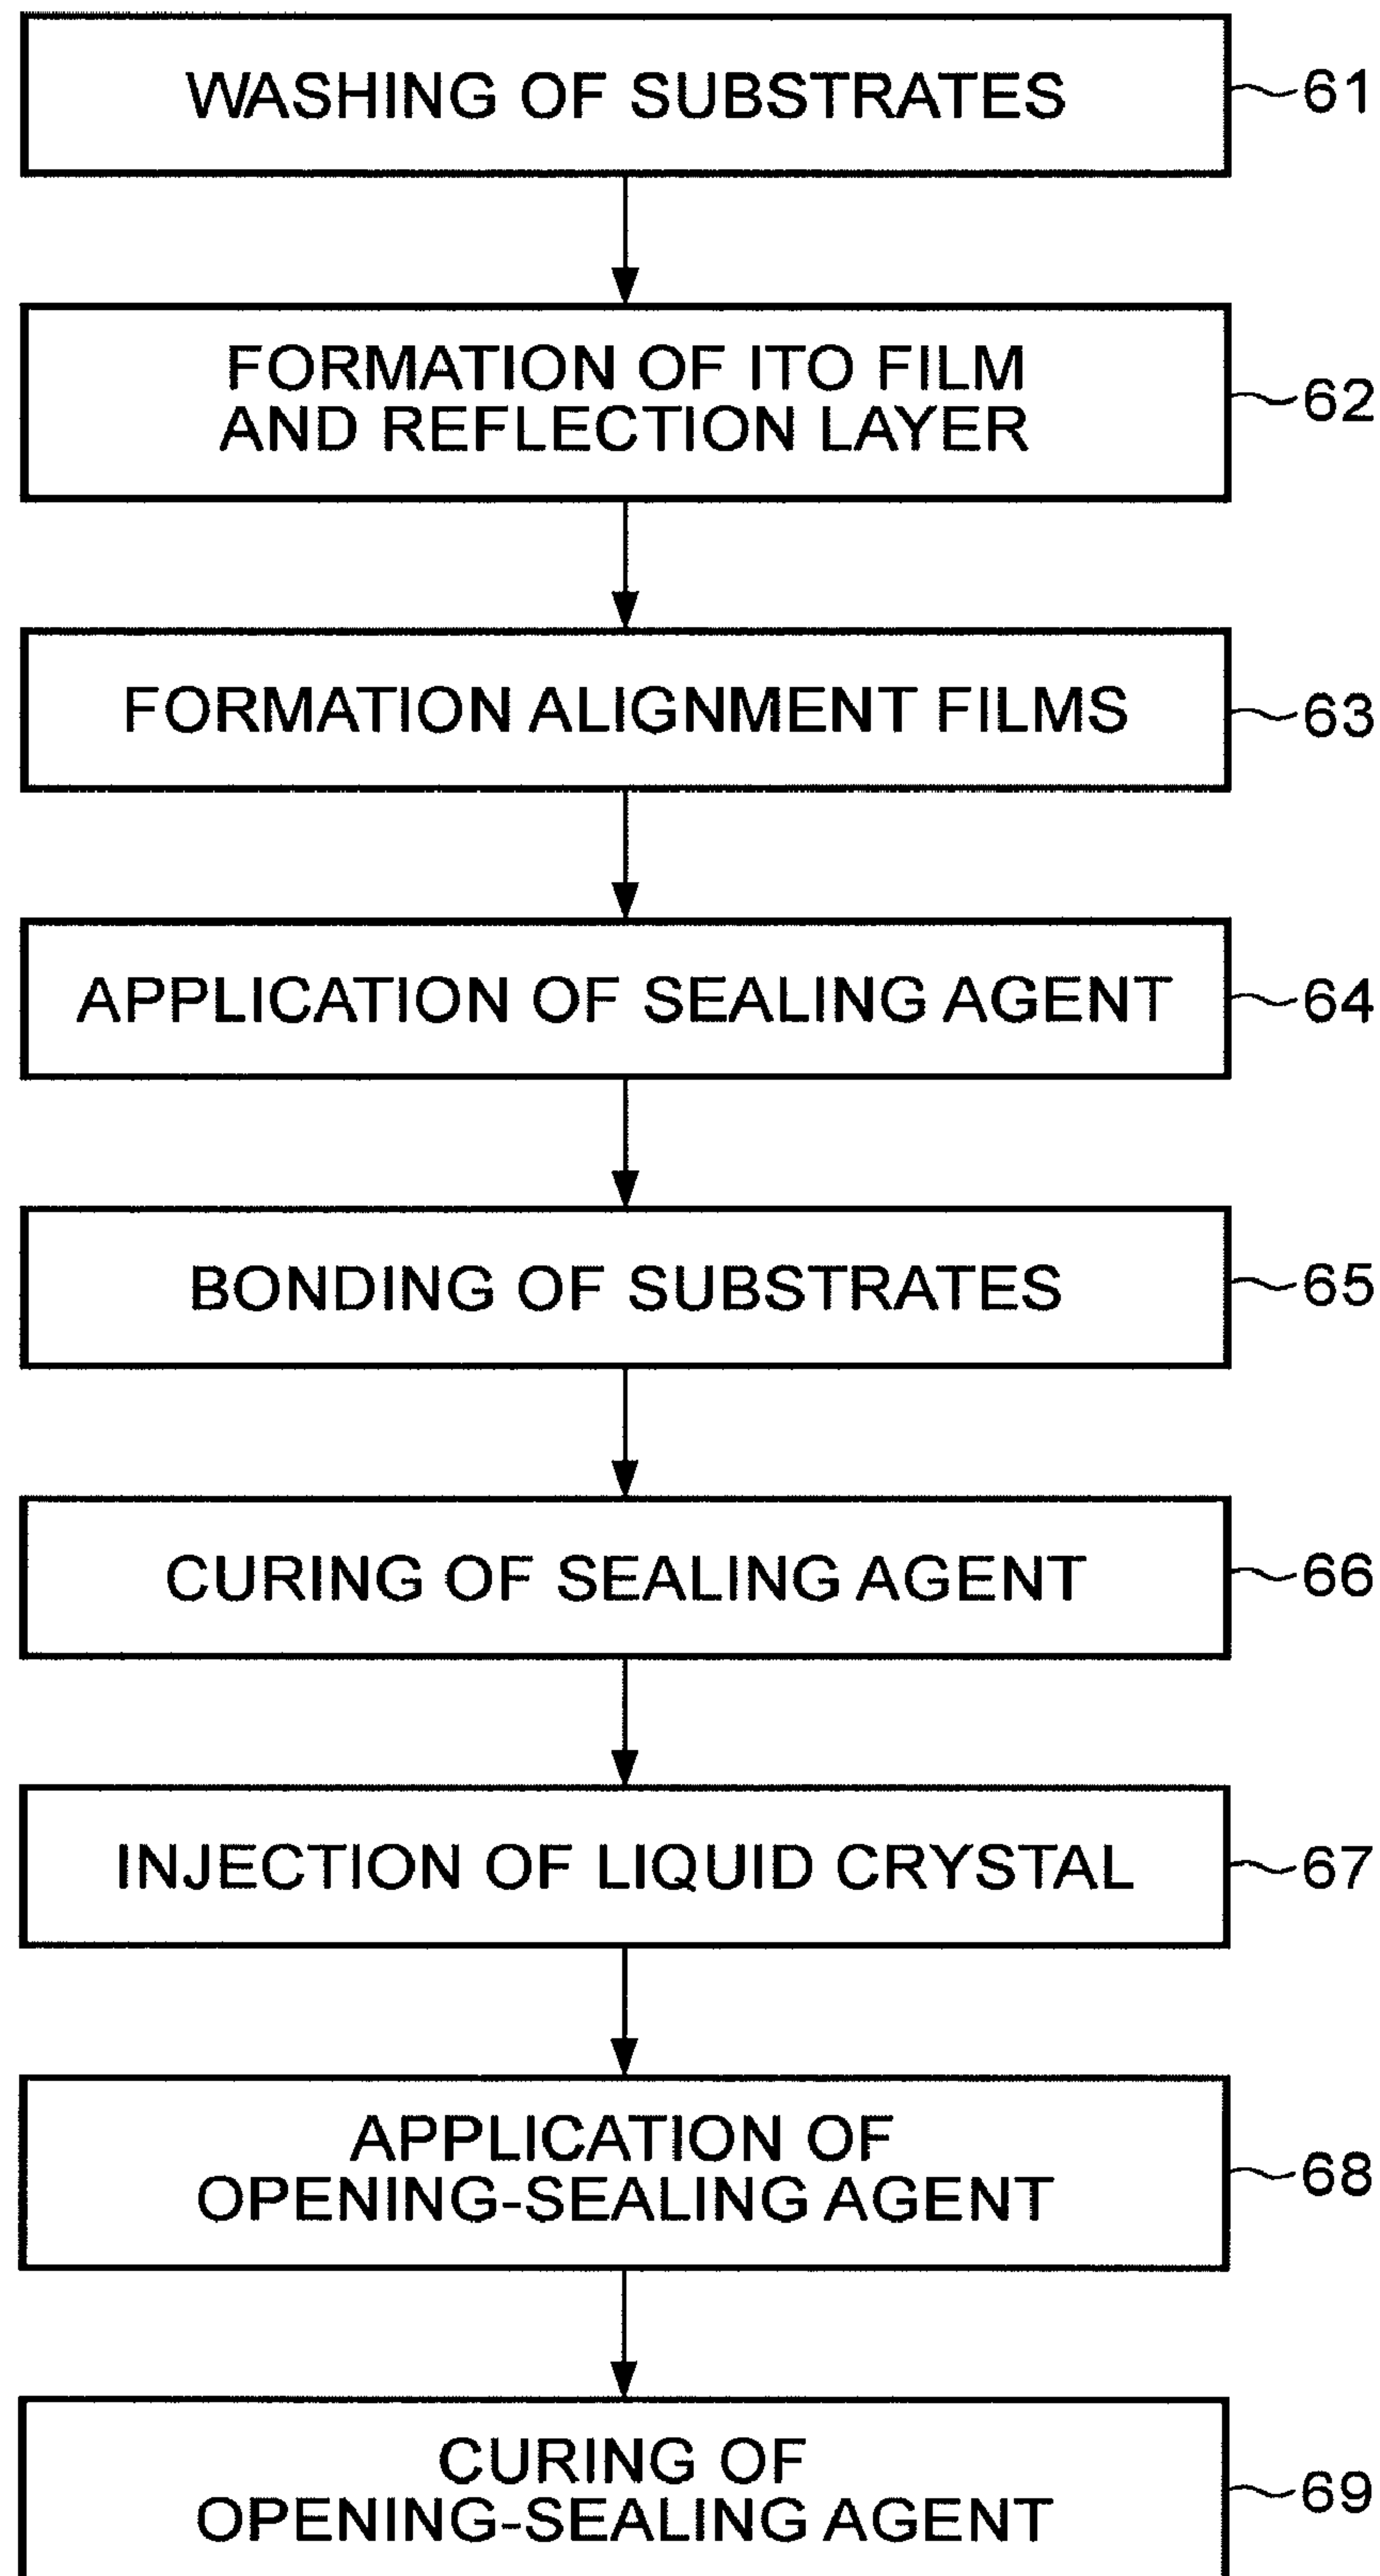 WASHING OF SUBSTRATES
61
FORMATION OF ITO FILM
AND REFLECTION LAYER
62
FORMATION ALIGNMENT FILMS
63
APPLICATION OF SEALING AGENT
64
BONDING OF SUBSTRATES
65
CURING OF SEALING AGENT
66
INJECTION OF LIQUID CRYSTAL
67
APPLICATION OF
OPENING-SEALING AGENT
68
CURING OF
OPENING-SEALING AGENT
69